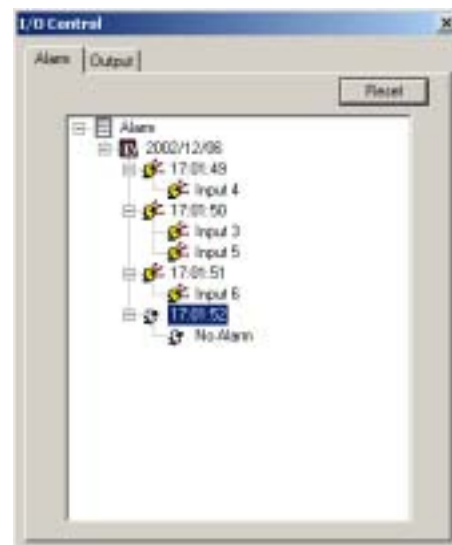 I/O Control
Alarm Output
Reset
Alarm
2002/12/06
17:01:49
Input 4
17:01:50
Input 3
Input 5
17:01:51
Input 6
17:01:52
No Alarm